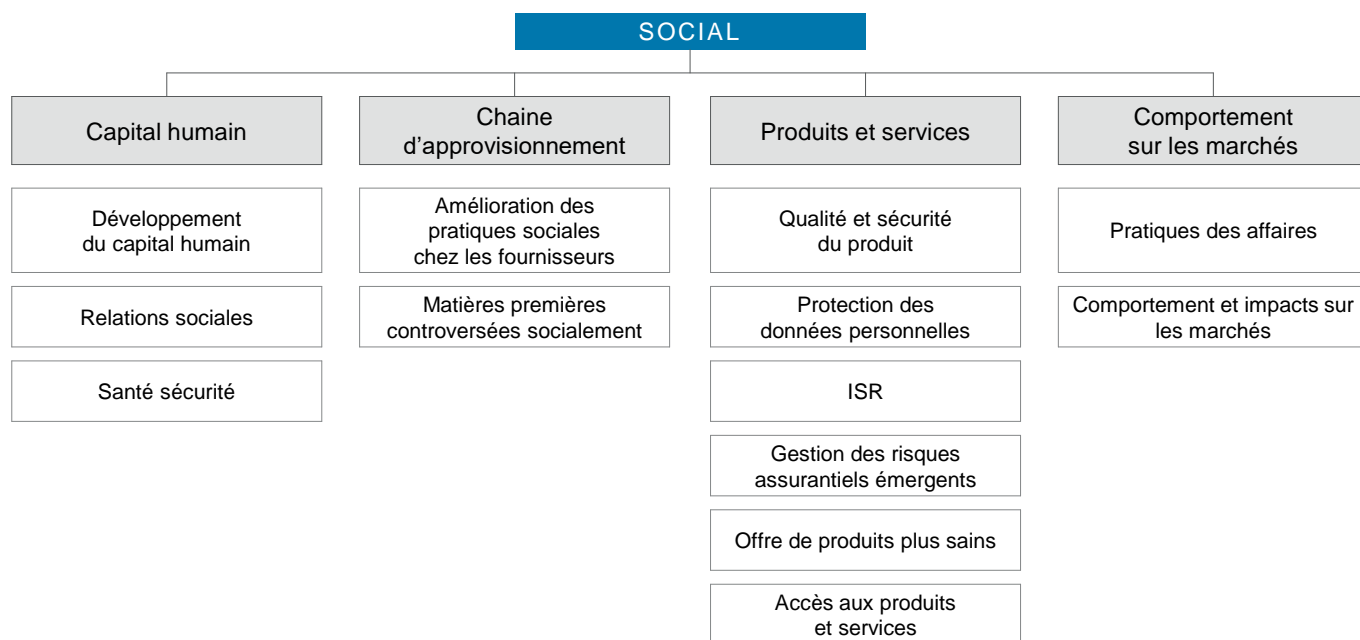 SOCIAL
Capital humain
Chaine
d’approvisionnement
Produits et services
Comportement
sur les marchés
Développement
du capital humain
Relations sociales
Santé sécurité
Amélioration des
pratiques sociales
chez les fournisseurs
Matières premières
controversées socialement
Qualité et sécurité
du produit
Protection des
données personnelles
ISR
Gestion des risques
assurantiels émergents
Offre de produits plus sains
Accès aux produits
et services
Pratiques des affaires
Comportement et impacts sur
les marchés